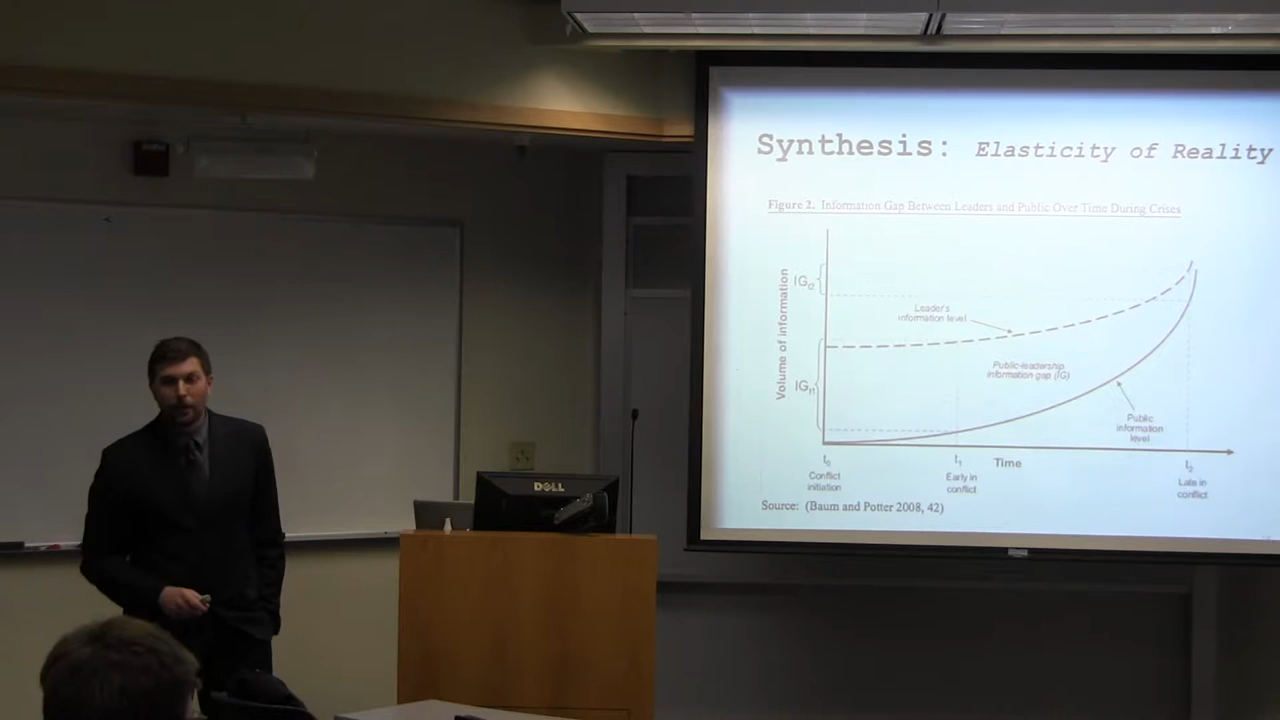 Synthesis: Elasticity of Reality
Figure 2. Information Gap Between Leaders and Public Over Time During Crises
Volume of information
IGt2
IGt1
Leader's
information level
Public-leadership
information gap (IG)
Public
information
level
t0
Conflict
initiation
t1
Early in
conflict
Time
t2
Late in
conflict
Source: (Baum and Potter 2008, 42)
DELL